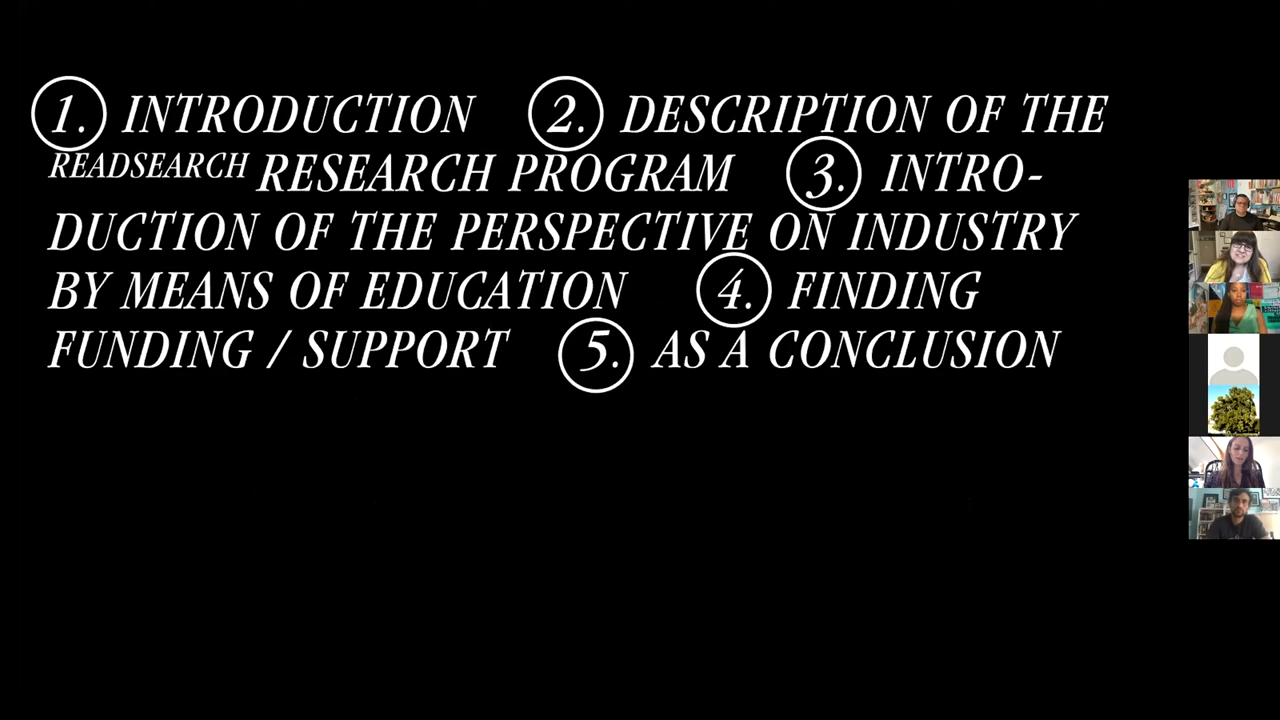 1. INTRODUCTION 2. DESCRIPTION OF THE
READSEARCH RESEARCH PROGRAM 3. INTRO-
DUCTION OF THE PERSPECTIVE ON INDUSTRY
BY MEANS OF EDUCATION 4. FINDING
FUNDING / SUPPORT 5. AS A CONCLUSION